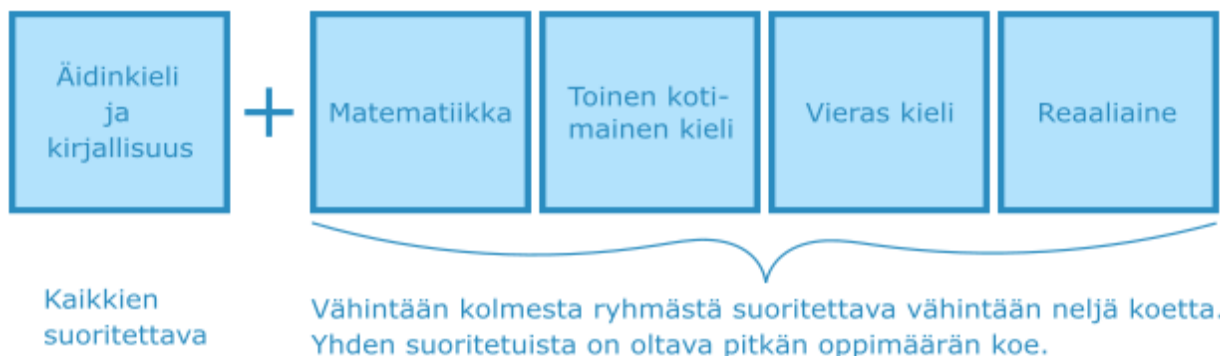 Äidinkieli
ja
kirjallisuus
+
Matematiikka
Toinen koti-
mainen kieli
Vieras kieli
Reaaliaine
Kaikkien
suoritettava
Vähintään kolmesta ryhmästä suoritettava vähintään neljä koetta.
Yhden suoritetuista on oltava pitkän oppimäärän koe.